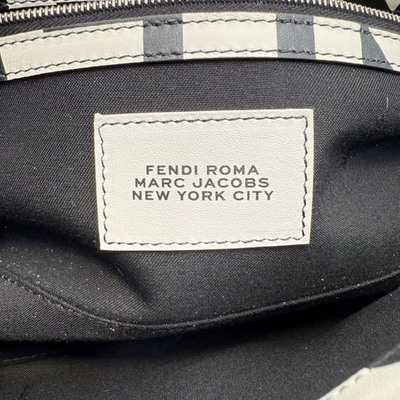 FENDI ROMA
MARC JACOBS
NEW YORK CITY